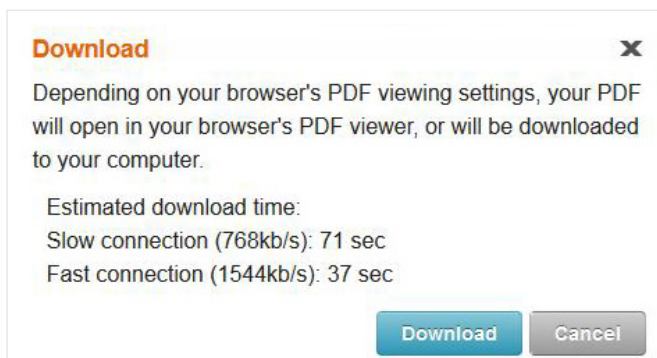 Download X
Depending on your browser's PDF viewing settings, your PDF
will open in your browser's PDF viewer, or will be downloaded
to your computer.
Estimated download time:
Slow connection (768kb/s): 71 sec
Fast connection (1544kb/s): 37 sec
Download Cancel